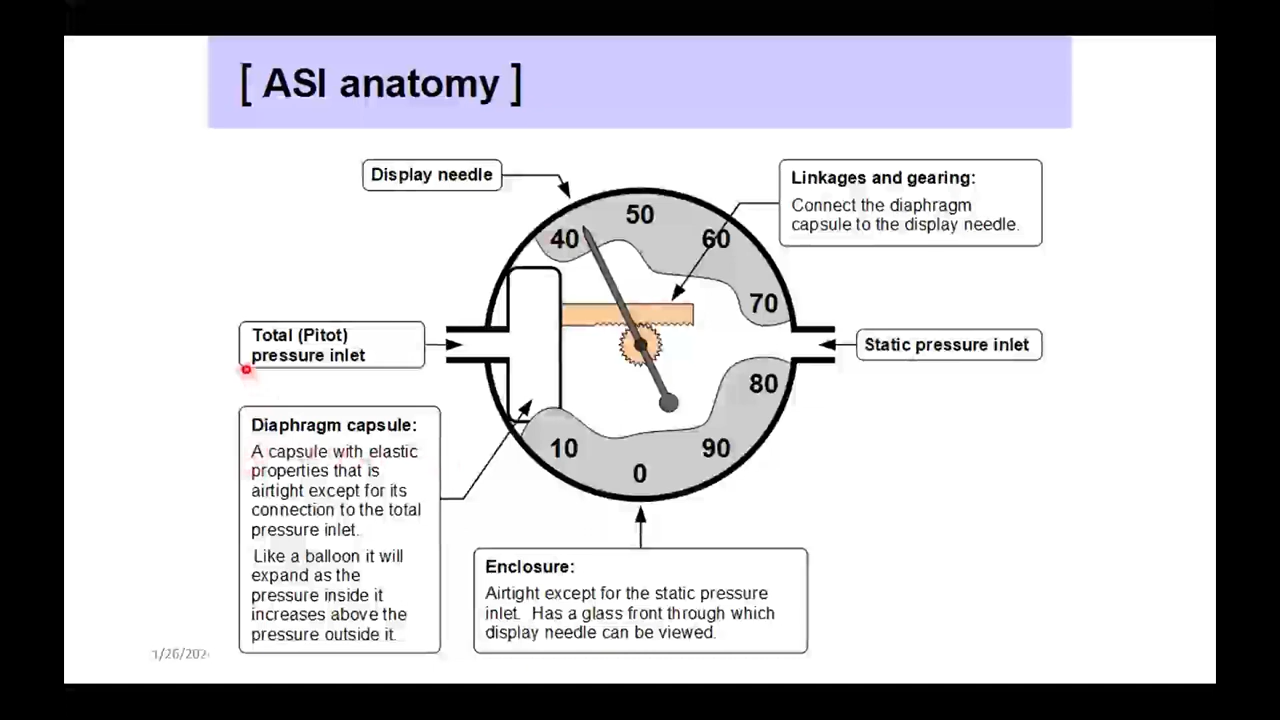 [ ASI anatomy ]
Display needle
Linkages and gearing:
Connect the diaphragm
capsule to the display needle.
50
40
60
70
Total (Pitot)
pressure inlet
Static pressure inlet
80
10
90
0
Diaphragm capsule:
A capsule with elastic
properties that is
airtight except for its
connection to the total
pressure inlet.
Like a balloon it will
expand as the
pressure inside it
increases above the
pressure outside it.
Enclosure:
Airtight except for the static pressure
inlet. Has a glass front through which
display needle can be viewed.